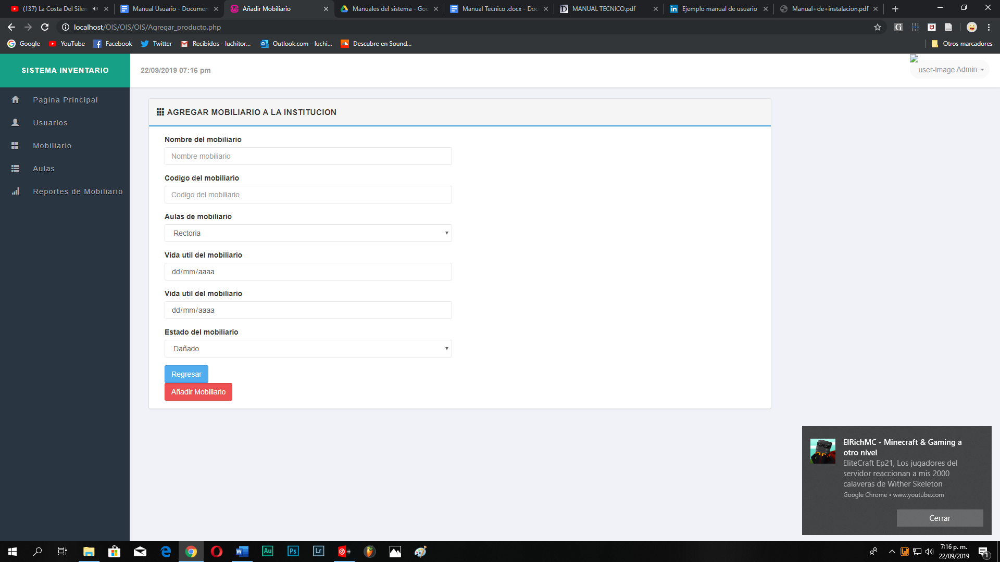 (137) La Costa Del Silen
Manual Usuario - Documen
Añadir Mobiliario
Manuales del sistema - Goo
Manual Tecnico .docx - Doc
MANUAL TECNICO.pdf
Ejemplo manual de usuario
Manual+de+instalacion.pdf
localhost/OIS/OIS/OIS/Agregar_producto.php
Google
YouTube
Facebook
Twitter
Recibidos - luchitor...
Outlook.com - luchi...
Descubre en Sound...
Otros marcadores
SISTEMA INVENTARIO
22/09/2019 07:16 pm
user-image Admin
Pagina Principal
Usuarios
Mobiliario
Aulas
Reportes de Mobiliario
AGREGAR MOBILIARIO A LA INSTITUCION
Nombre del mobiliario
Nombre mobiliario
Codigo del mobiliario
Codigo del mobiliario
Aulas de mobiliario
Rectoria
Vida util del mobiliario
dd/mm/aaaa
Vida util del mobiliario
dd/mm/aaaa
Estado del mobiliario
Dañado
Regresar
Añadir Mobiliario
ElRichMC - Minecraft & Gaming a
otro nivel
EliteCraft Ep21, Los jugadores del
servidor reaccionan a mis 2000
calaveras de Wither Skeleton
Google Chrome • www.youtube.com
Cerrar
Au
Ps
Lr
7:16 p. m.
22/09/2019
1